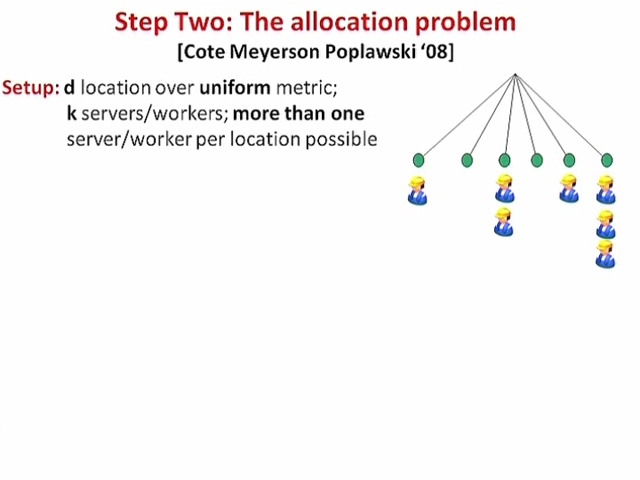 Step Two: The allocation problem
[Cote Meyerson Poplawski ‘08]
Setup: d location over uniform metric;
k servers/workers; more than one
server/worker per location possible